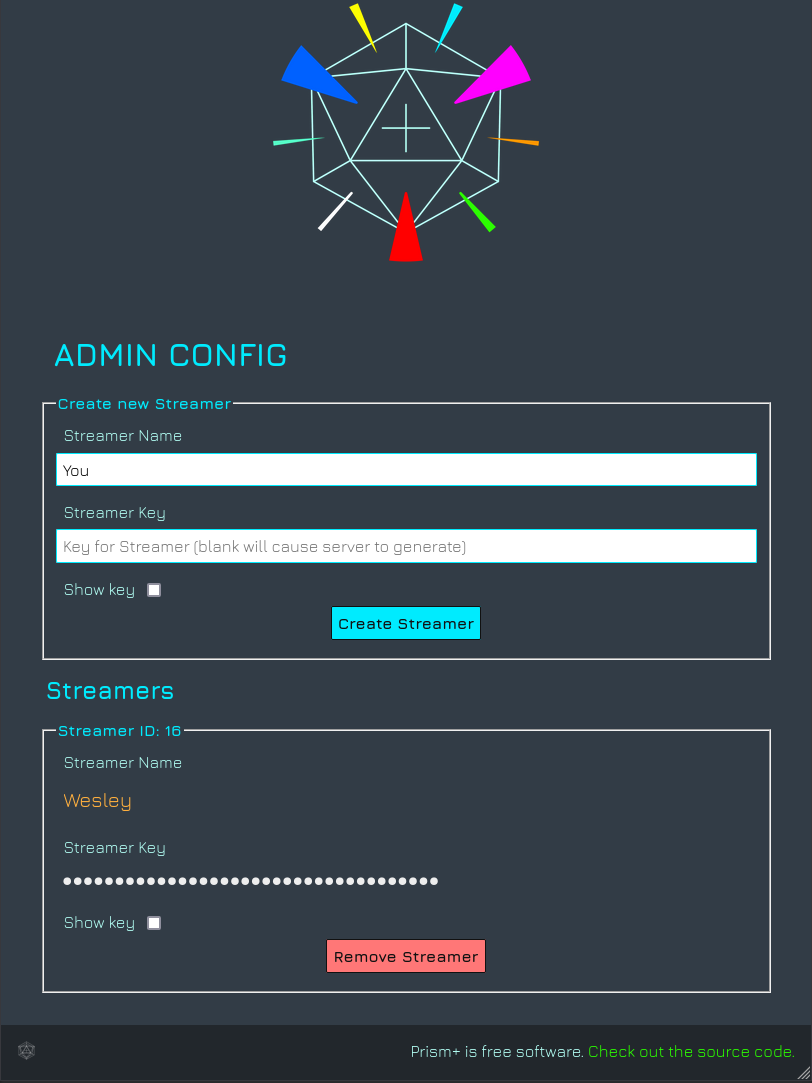 ADMIN CONFIG
Create new Streamer
Streamer Name
You
Streamer Key
Key for Streamer (blank will cause server to generate)
Show key
Create Streamer
Streamers
Streamer ID: 16
Streamer Name
Wesley
Streamer Key
●●●●●●●●●●●●●●●●●●●●●●●●●●●●●●●●●●●●
Show key
Remove Streamer
Prism+ is free software. Check out the source code.